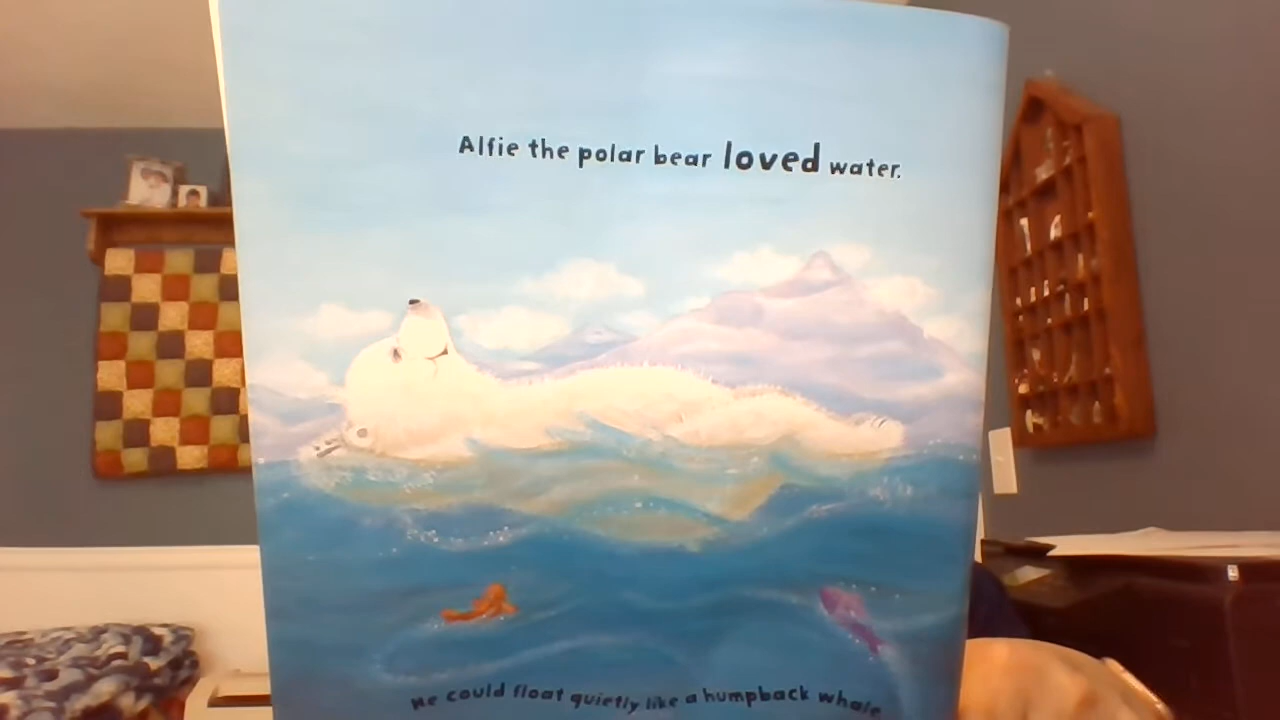 Alfie the polar bear loved water.
He could float quietly like a humpback whale